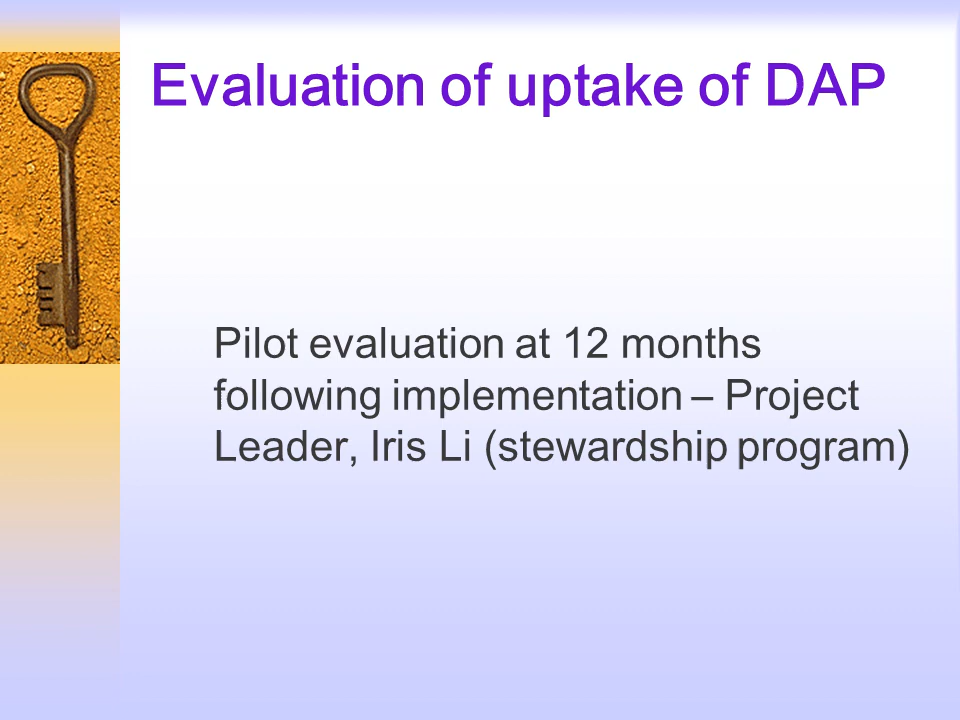 Evaluation of uptake of DAP
Pilot evaluation at 12 months
following implementation – Project
Leader, Iris Li (stewardship program)